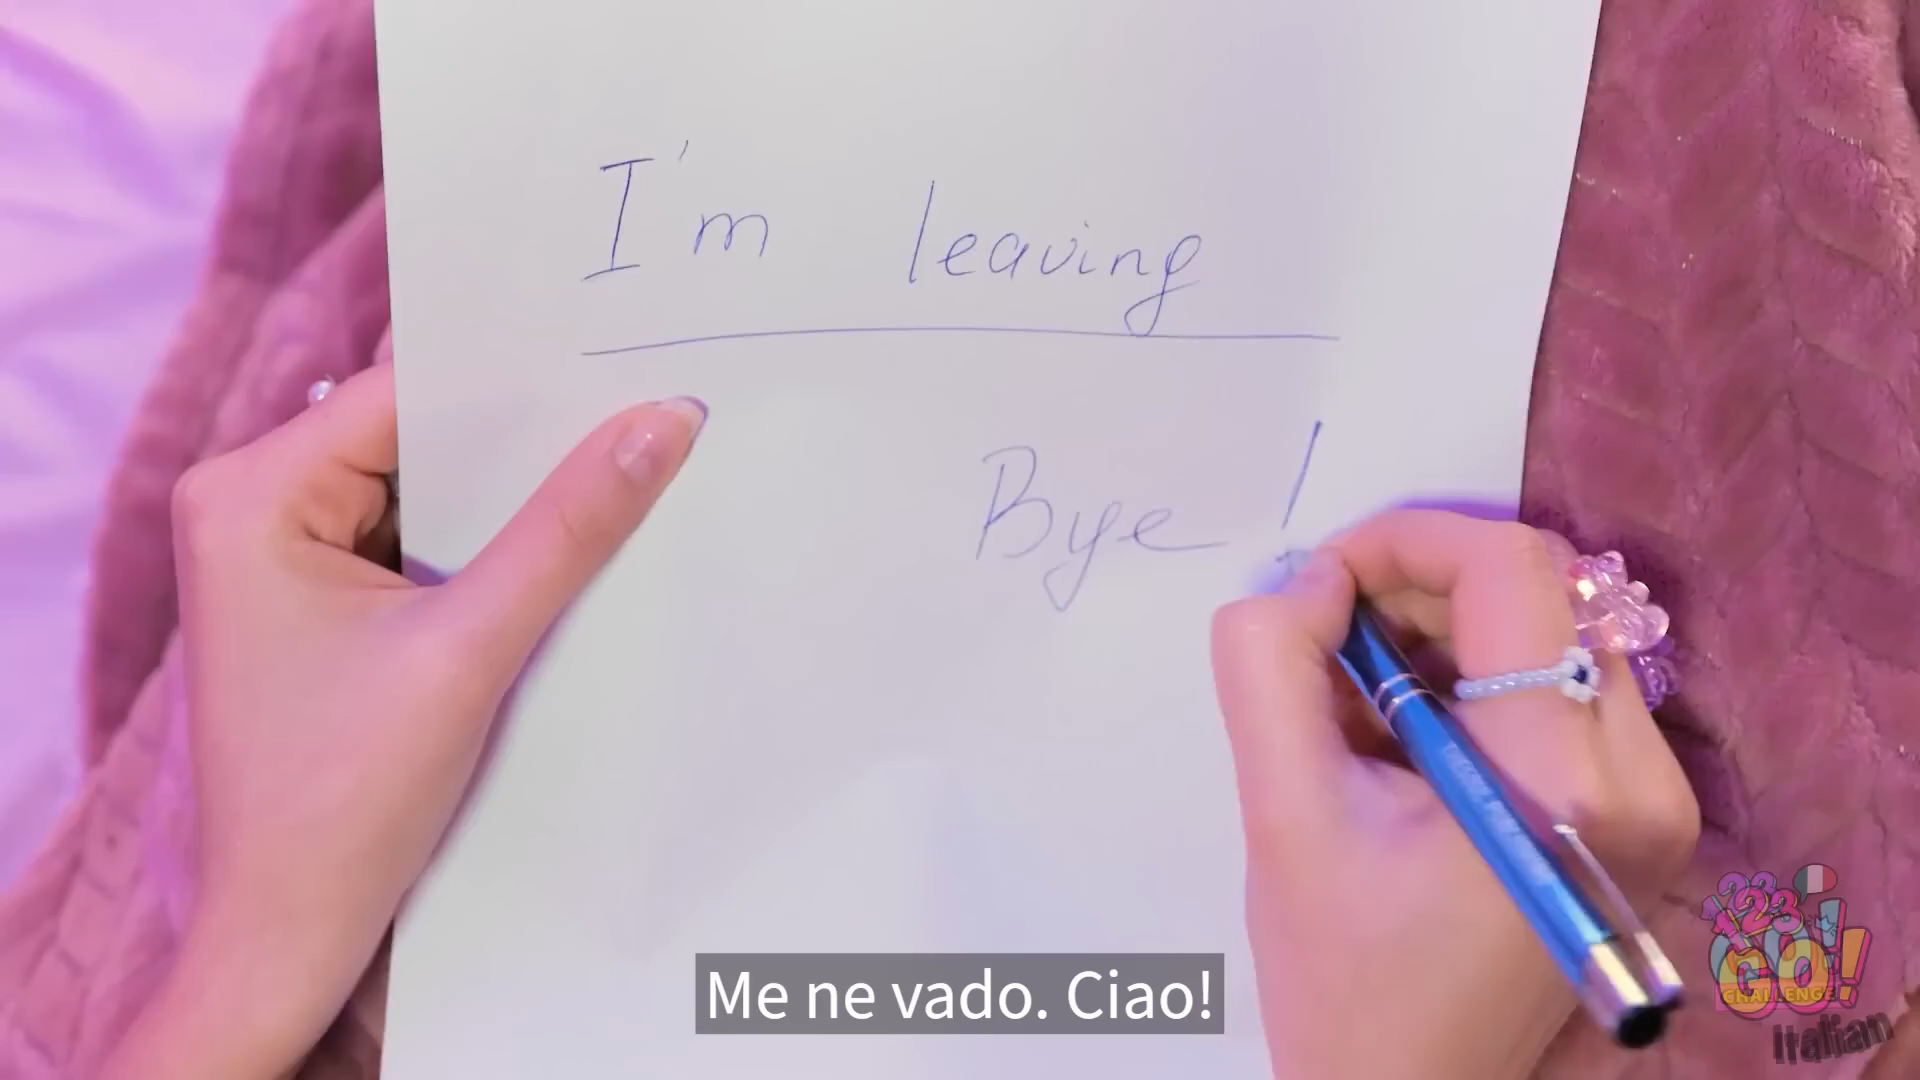 I'm leaving
Bye!
Me ne vado. Ciao!
123
GO!
CHALLENGE
Italian